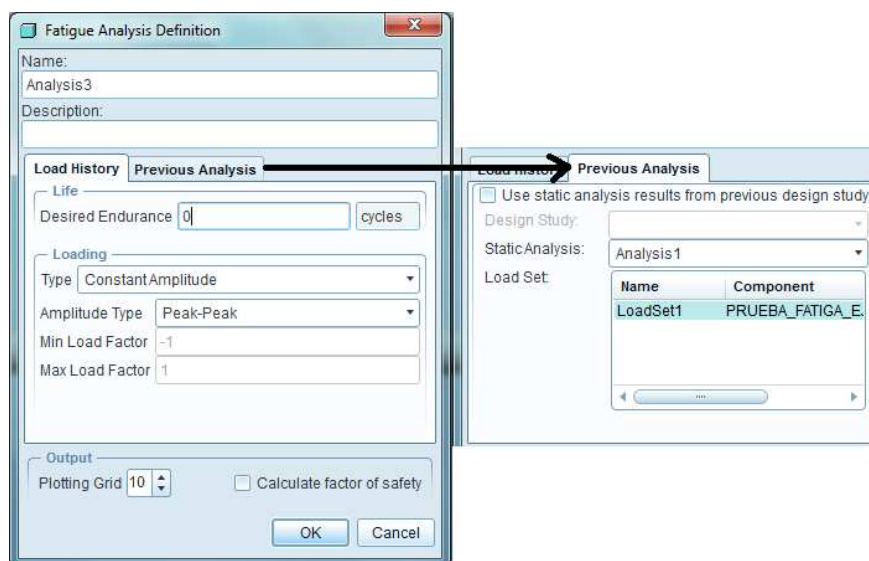 Fatigue Analysis Definition
Name:
Analysis3
Description:
Load History Previous Analysis
Life
Desired Endurance 0 cycles
Loading
Type Constant Amplitude
Amplitude Type Peak-Peak
Min Load Factor -1
Max Load Factor 1
Output
Plotting Grid 10 Calculate factor of safety
OK Cancel
Load History Previous Analysis
Use static analysis results from previous design study
Design Study:
Static Analysis: Analysis1
Load Set:
Name Component
LoadSet1 PRUEBA_FATIGA_E.